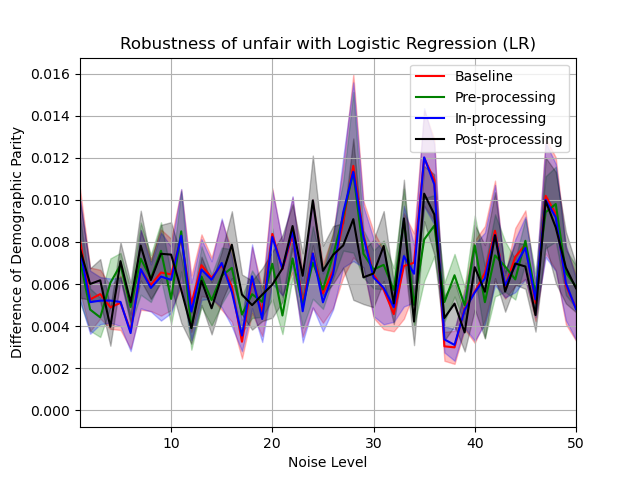 Robustness of unfair with Logistic Regression (LR)
Difference of Demographic Parity
0.016
0.014
0.012
0.010
0.008
0.006
0.004
0.002
0.000
Baseline
Pre-processing
In-processing
Post-processing
10
20
30
40
50
Noise Level